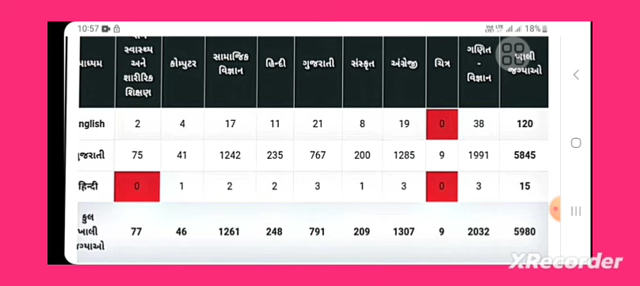 10:57 18%
સ્વાસ્થ્ય અને શારીરિક શિક્ષણ કોમ્પ્યુટર સામાજિક વિજ્ઞાન હિન્દી ગુજરાતી સંસ્કૃત અંગ્રેજી ચિત્ર ગણિત - વિજ્ઞાન ખાલી જગ્યાઓ
nglish 2 4 17 11 21 8 19 0 38 120
ગુજરાતી 75 41 1242 235 767 200 1285 9 1991 5845
હિન્દી 0 1 2 2 3 1 3 0 3 15
કુલ ખાલી જગ્યાઓ 77 46 1261 248 791 209 1307 9 2032 5980
XRecorder